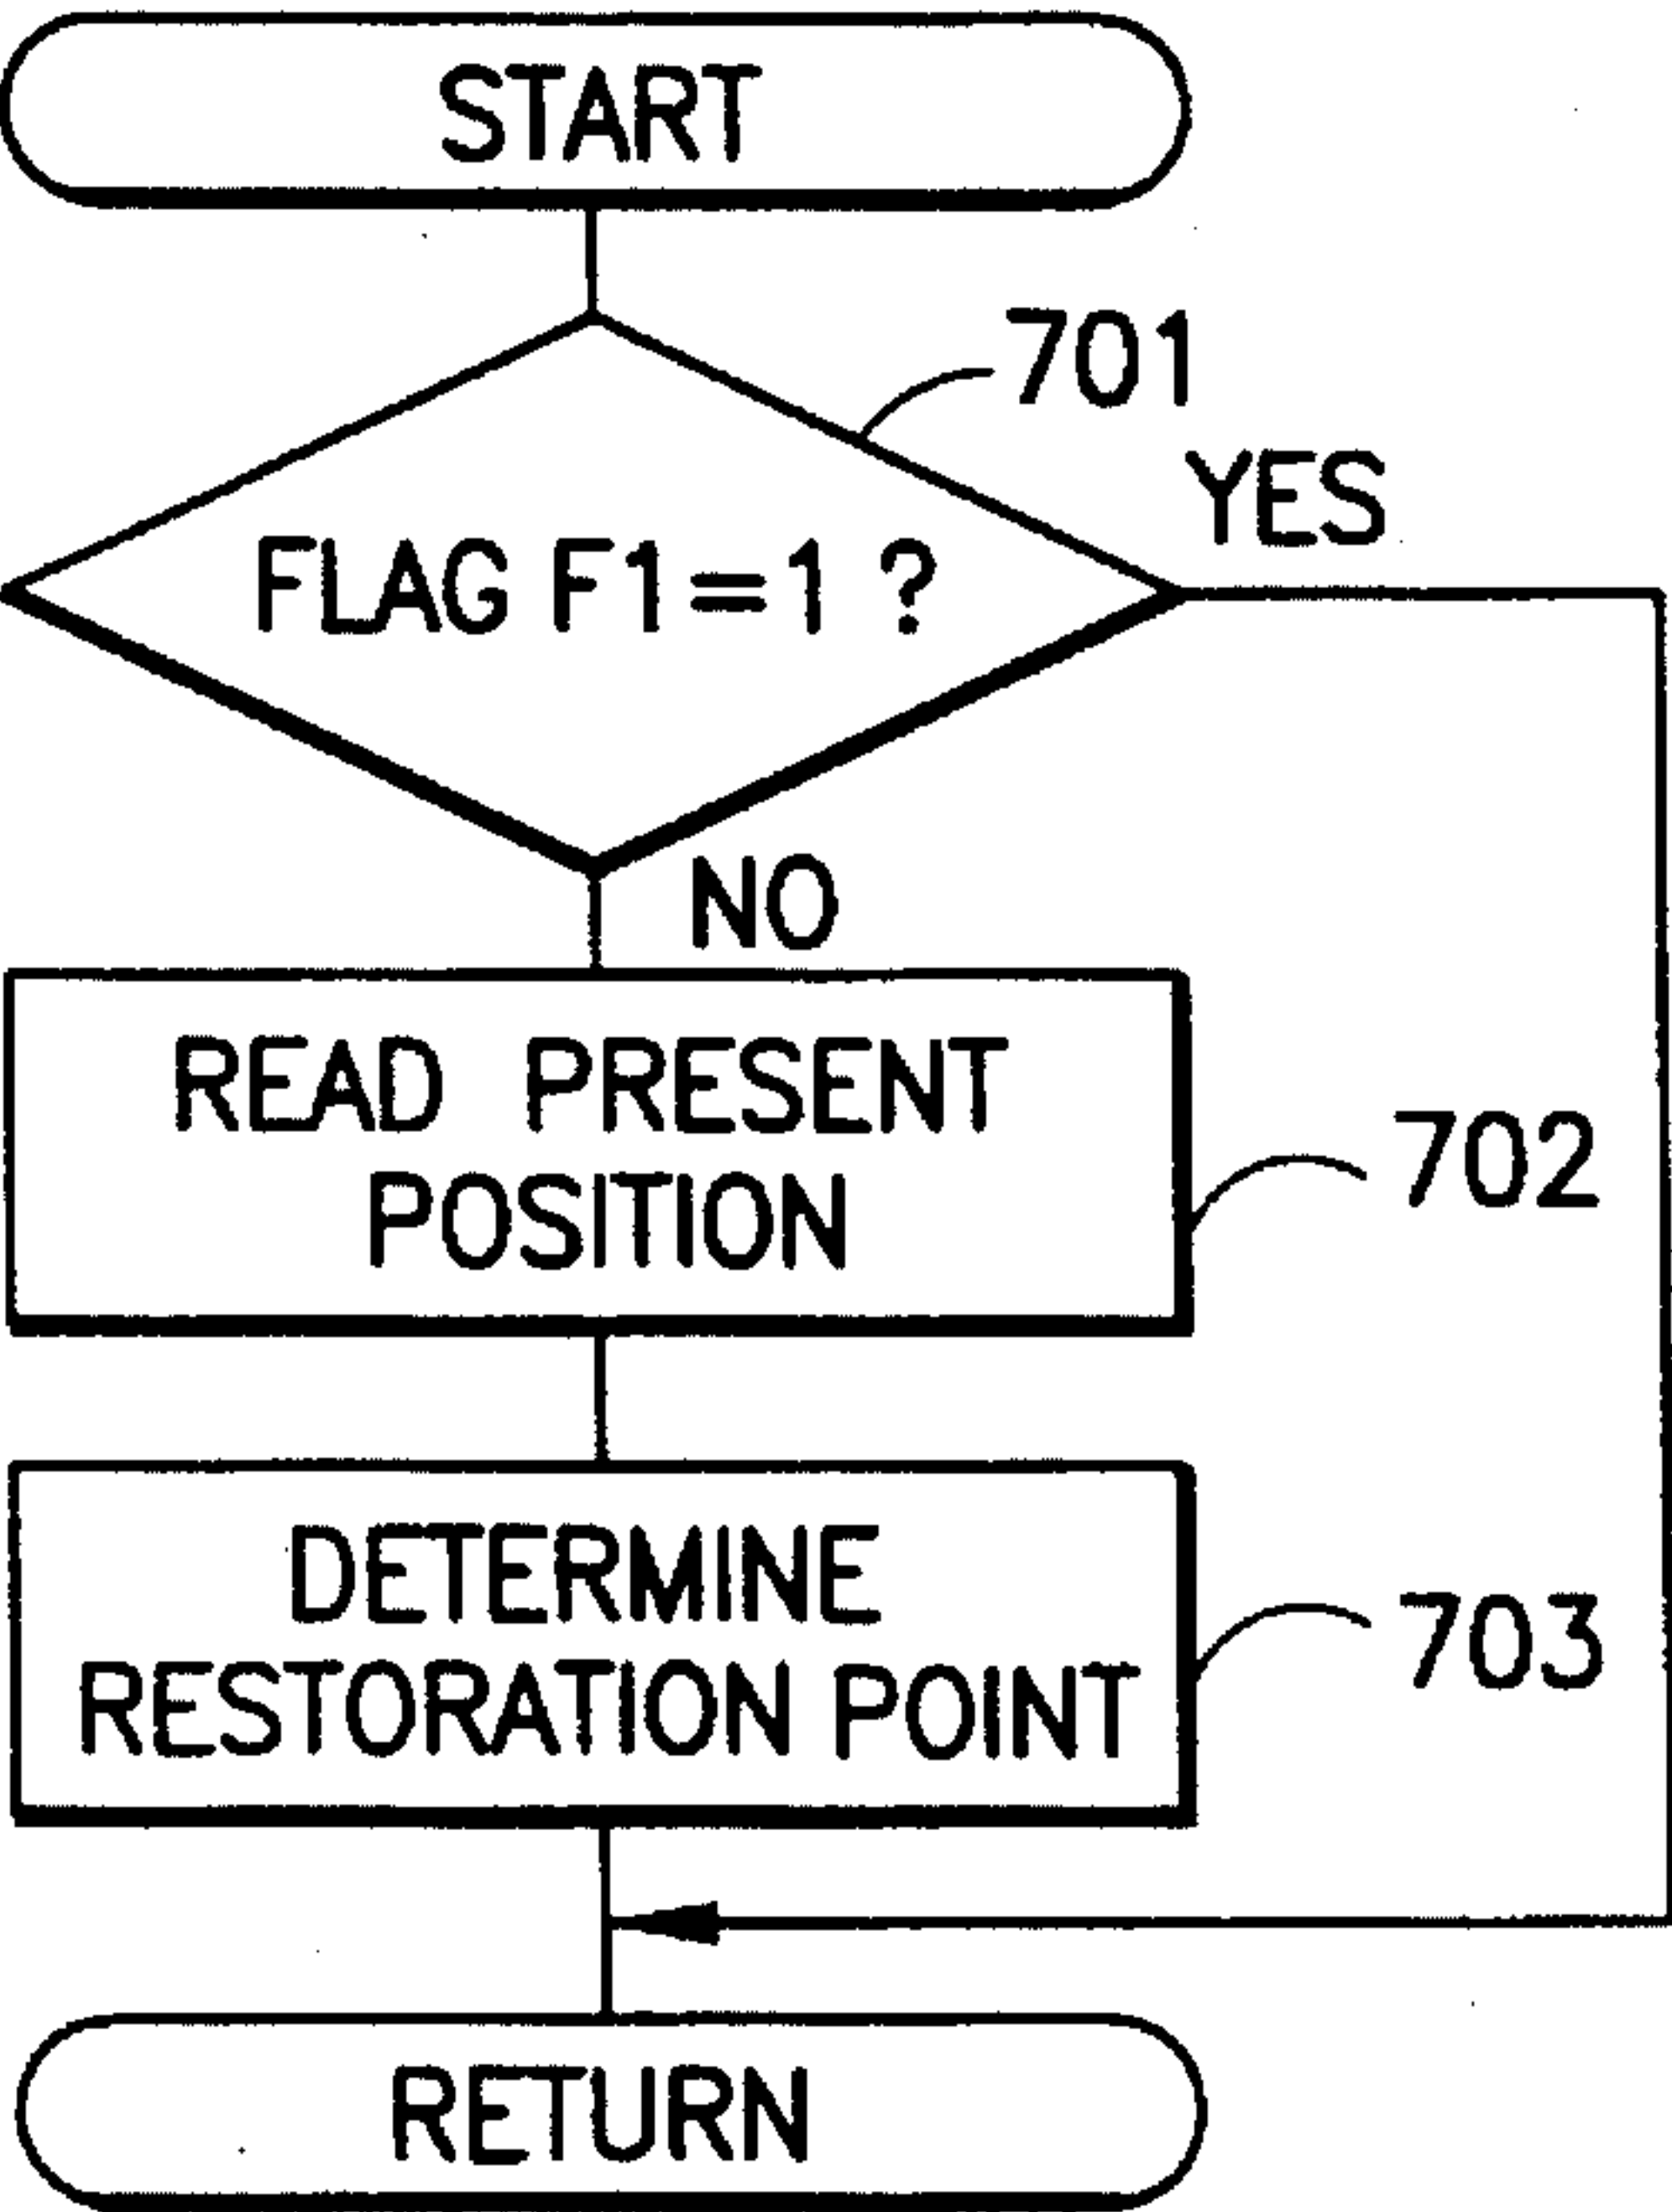 START
701
YES
FLAG F1=1 ?
NO
READ PRESENT
POSITION
702
DETERMINE
RESTORATION POINT
703
RETURN